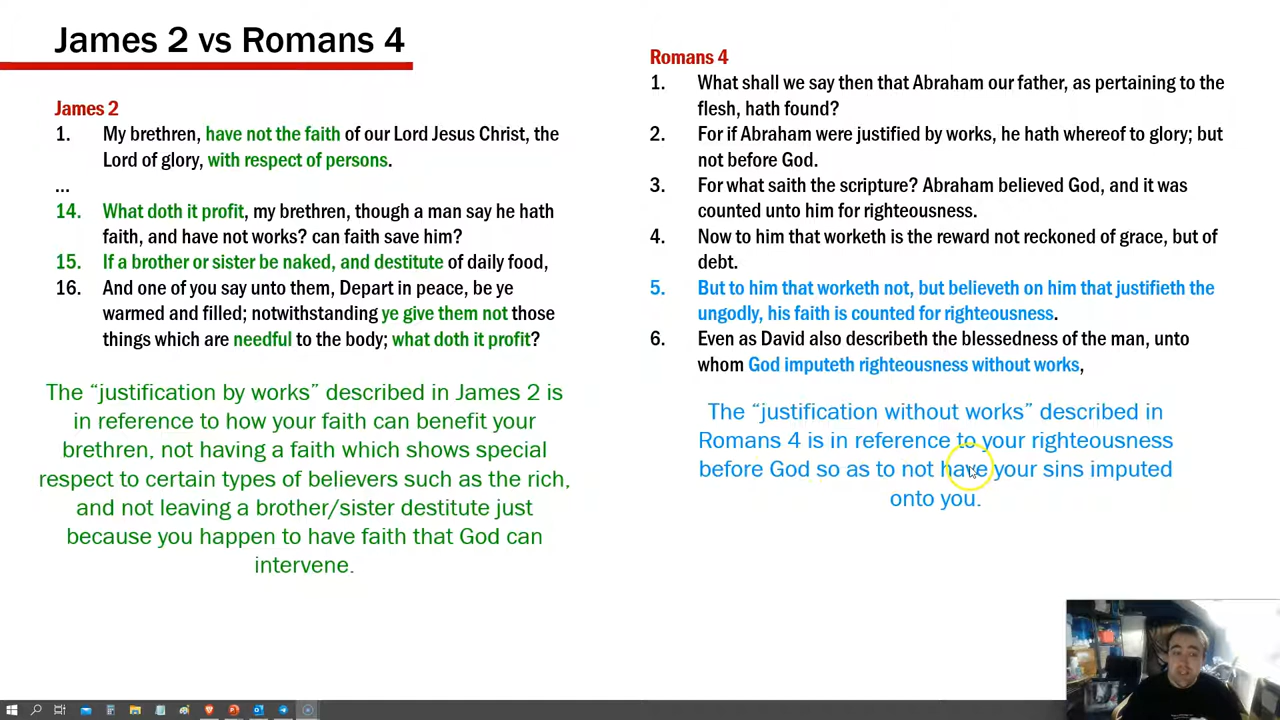 James 2 vs Romans 4
James 2
1. My brethren, have not the faith of our Lord Jesus Christ, the
Lord of glory, with respect of persons.
...
14. What doth it profit, my brethren, though a man say he hath
faith, and have not works? can faith save him?
15. If a brother or sister be naked, and destitute of daily food,
16. And one of you say unto them, Depart in peace, be ye
warmed and filled; notwithstanding ye give them not those
things which are needful to the body; what doth it profit?
The “justification by works” described in James 2 is
in reference to how your faith can benefit your
brethren, not having a faith which shows special
respect to certain types of believers such as the rich,
and not leaving a brother/sister destitute just
because you happen to have faith that God can
intervene.
Romans 4
1. What shall we say then that Abraham our father, as pertaining to the
flesh, hath found?
2. For if Abraham were justified by works, he hath whereof to glory; but
not before God.
3. For what saith the scripture? Abraham believed God, and it was
counted unto him for righteousness.
4. Now to him that worketh is the reward not reckoned of grace, but of
debt.
5. But to him that worketh not, but believeth on him that justifieth the
ungodly, his faith is counted for righteousness.
6. Even as David also describeth the blessedness of the man, unto
whom God imputeth righteousness without works,
The “justification without works” described in
Romans 4 is in reference to your righteousness
before God so as to not have your sins imputed
onto you.